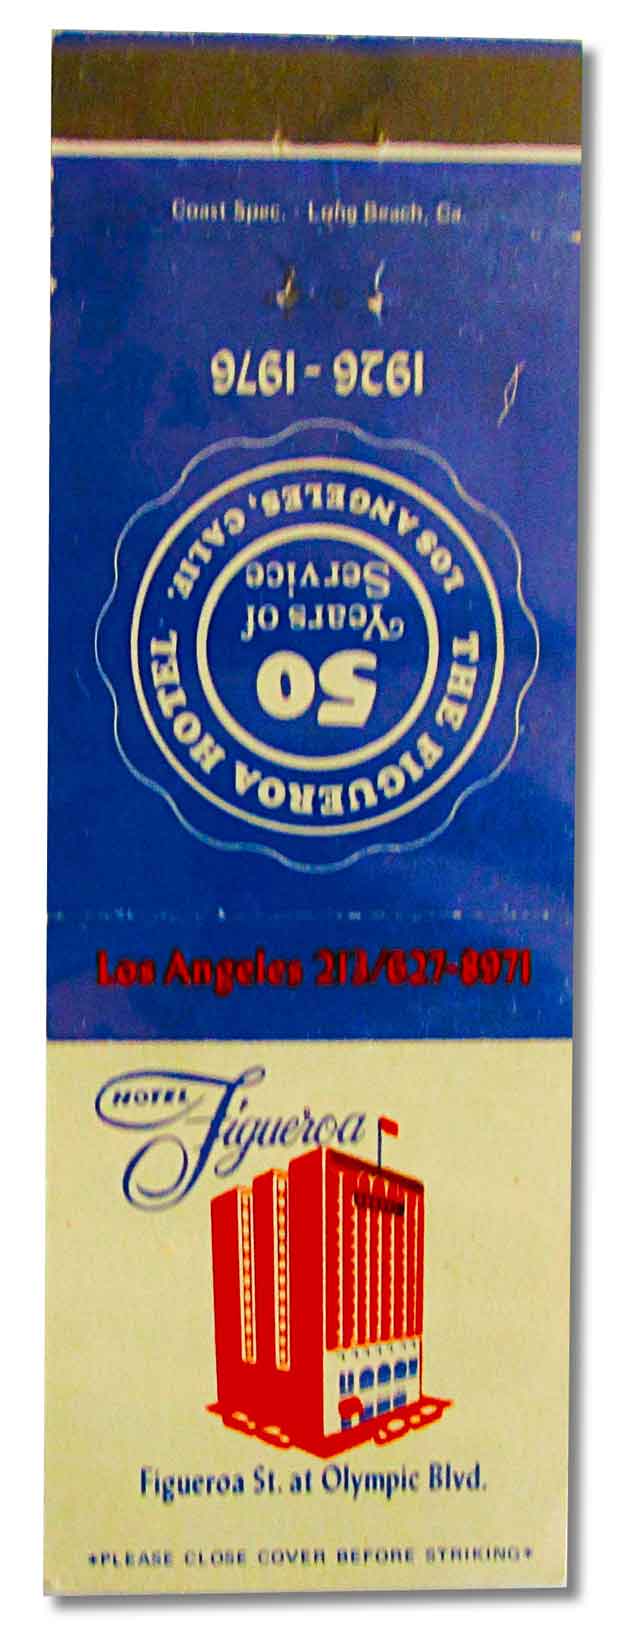 Coast Spec. - Long Beach, Ca.
1926 - 1976
THE FIGUEROA HOTEL
LOS ANGELES, CALIF.
50
Years of
Service
Los Angeles 213/627-8971
HOTEL
Figueroa
Figueroa St. at Olympic Blvd.
*PLEASE CLOSE COVER BEFORE STRIKING*